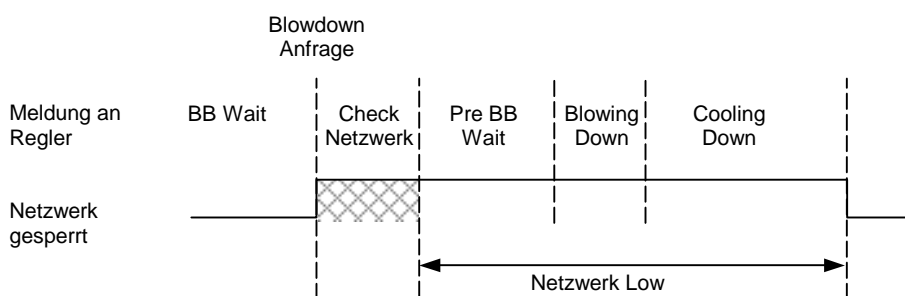 Blowdown
Anfrage
Meldung an
Regler
BB Wait
Check
Netzwerk
Pre BB
Wait
Blowing
Down
Cooling
Down
Netzwerk
gesperrt
Netzwerk Low